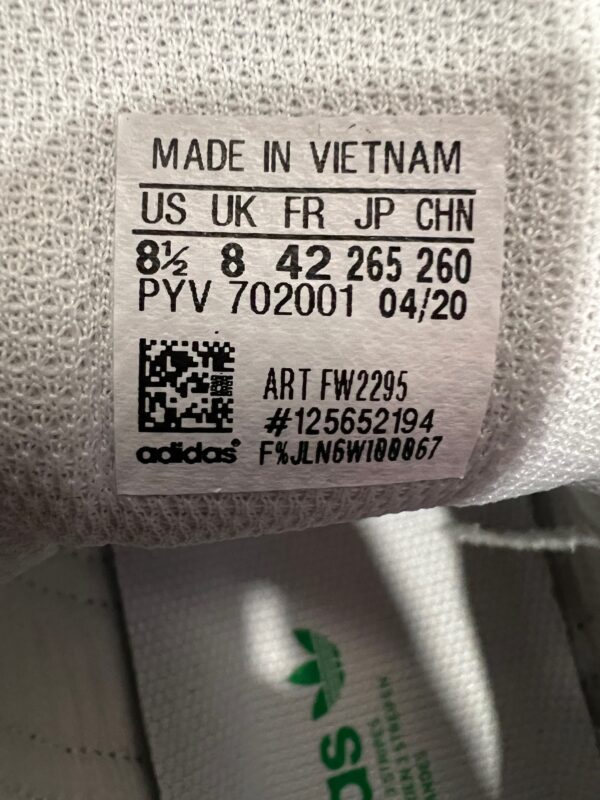 MADE IN VIETNAM
US UK FR JP CHN
8½ 8 42 265 260
PYV 702001 04/20
ART FW2295
#125652194
adidas® F%JLN6W100067